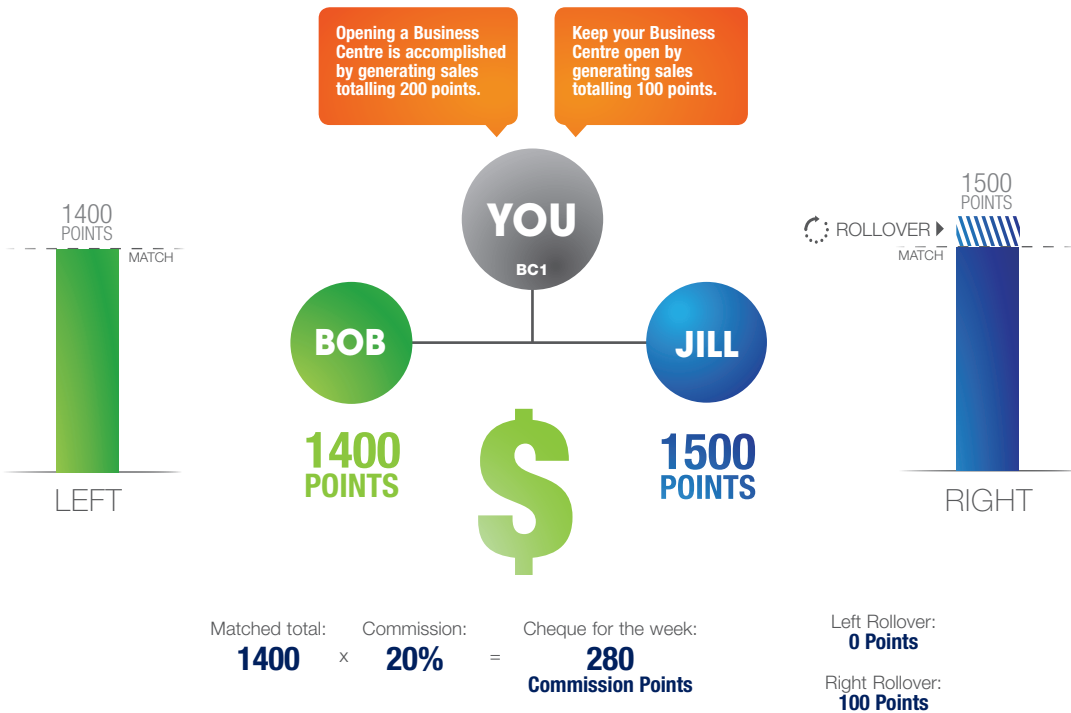 Opening a Business
Centre is accomplished
by generating sales
totalling 200 points.
Keep your Business
Centre open by
generating sales
totalling 100 points.
YOU
BC1
1400
POINTS
MATCH
LEFT
BOB
1400
POINTS
$
JILL
1500
POINTS
1500
POINTS
ROLLOVER
MATCH
RIGHT
Matched total:
1400
x
Commission:
20%
=
Cheque for the week:
280
Commission Points
Left Rollover:
0 Points
Right Rollover:
100 Points